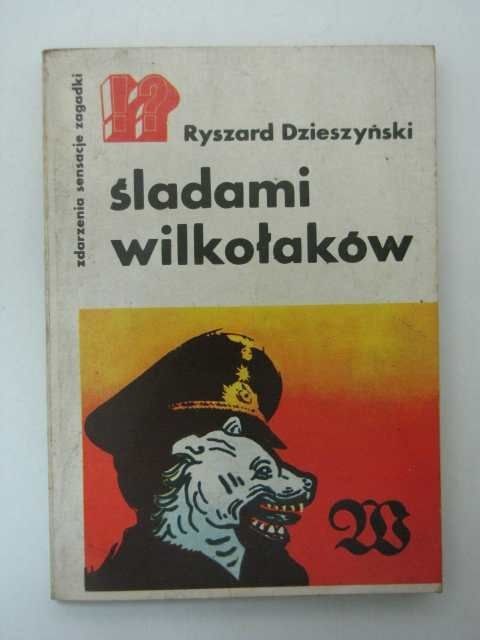 !?
zdarzenia sensacje zagadki
Ryszard Dzieszyński
śladami
wilkołaków
W